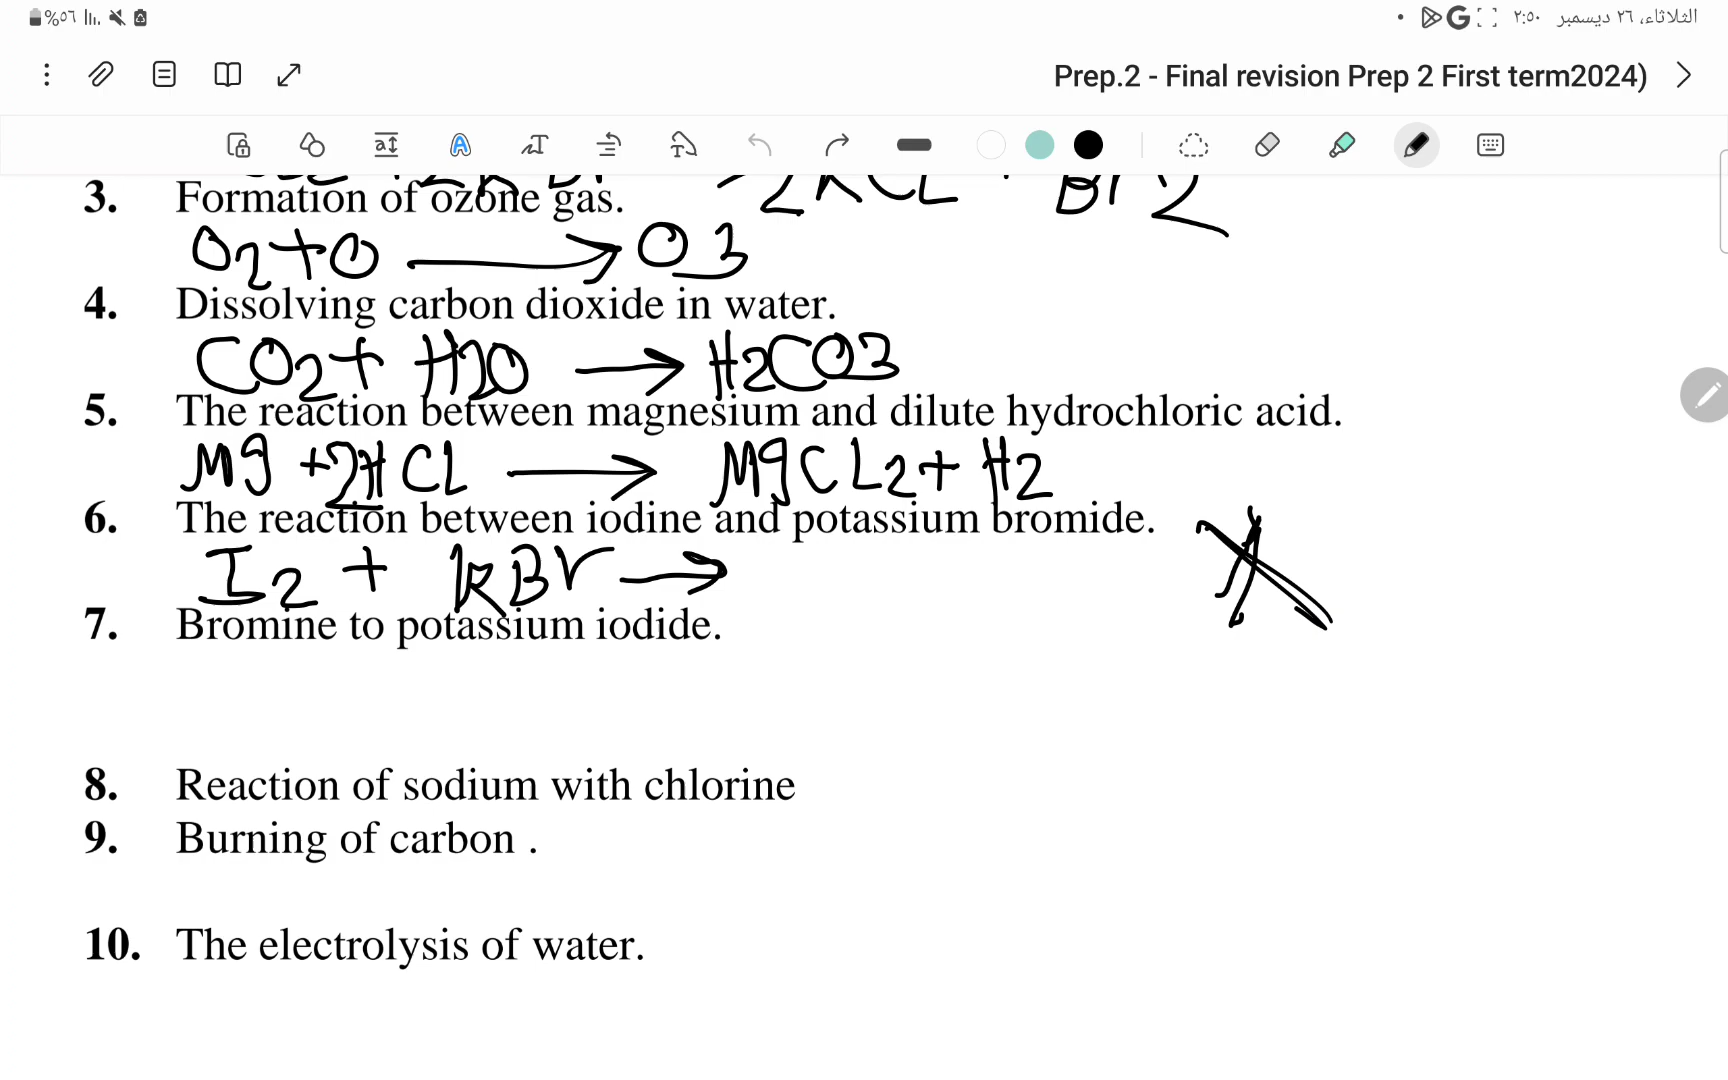 %٥٦
الثلاثاء، ٢٦ ديسمبر ٢:٥٠
Prep.2 - Final revision Prep 2 First term2024)
2KCL + Br2
3. Formation of ozone gas.
O2+O → O3
4. Dissolving carbon dioxide in water.
CO2+ H2O → H2CO3
5. The reaction between magnesium and dilute hydrochloric acid.
Mg +2HCL → MgCL2+ H2
6. The reaction between iodine and potassium bromide.
I2 + KBr →
7. Bromine to potassium iodide.
8. Reaction of sodium with chlorine
9. Burning of carbon .
10. The electrolysis of water.